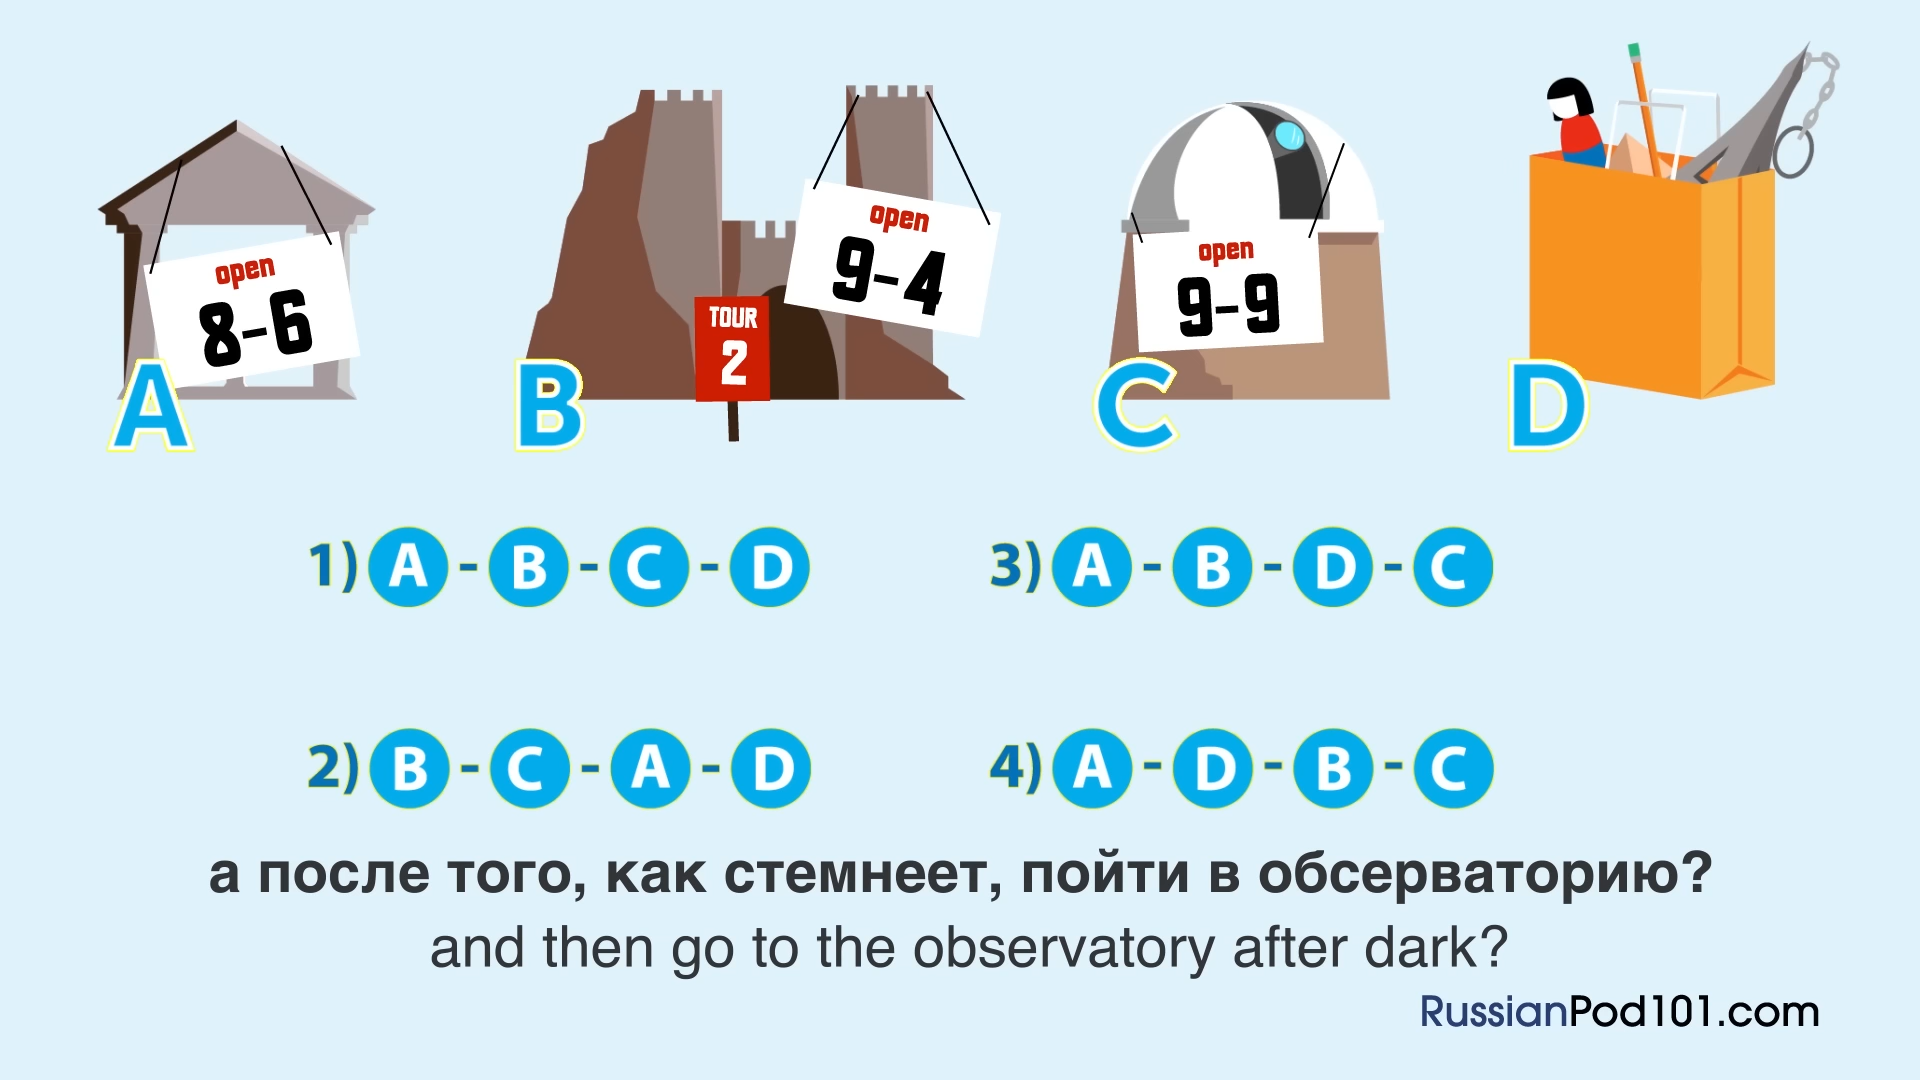 open
8-6
open
9-4
TOUR
2
open
9-9
A
B
C
D
1) A - B - C - D
3) A - B - D - C
2) B - C - A - D
4) A - D - B - C
а после того, как стемнеет, пойти в обсерваторию?
and then go to the observatory after dark?
RussianPod101.com